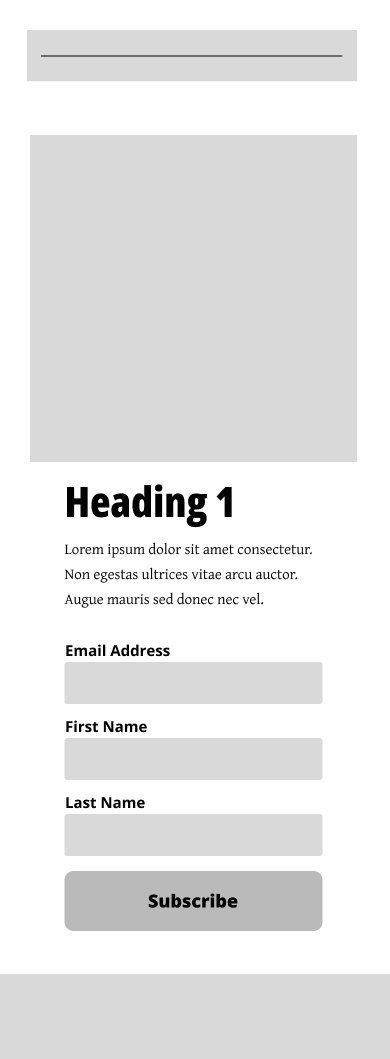 Heading 1
Lorem ipsum dolor sit amet consectetur.
Non egestas ultrices vitae arcu auctor.
Augue mauris sed donec nec vel.
Email Address
First Name
Last Name
Subscribe